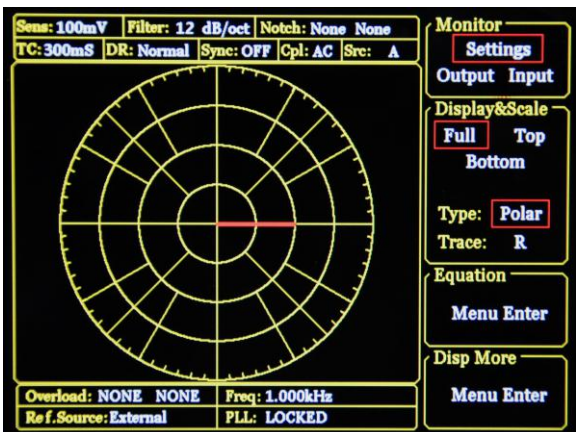 Sens: 100mV Filter: 12 dB/oct Notch: None None
TC: 300mS DR: Normal Sync: OFF Cpl: AC Src: A
Monitor
Settings
Output Input
Display&Scale
Full Top
Bottom
Type: Polar
Trace: R
Equation
Menu Enter
Disp More
Menu Enter
Overload: NONE NONE Freq: 1.000kHz
Ref.Source: External PLL: LOCKED